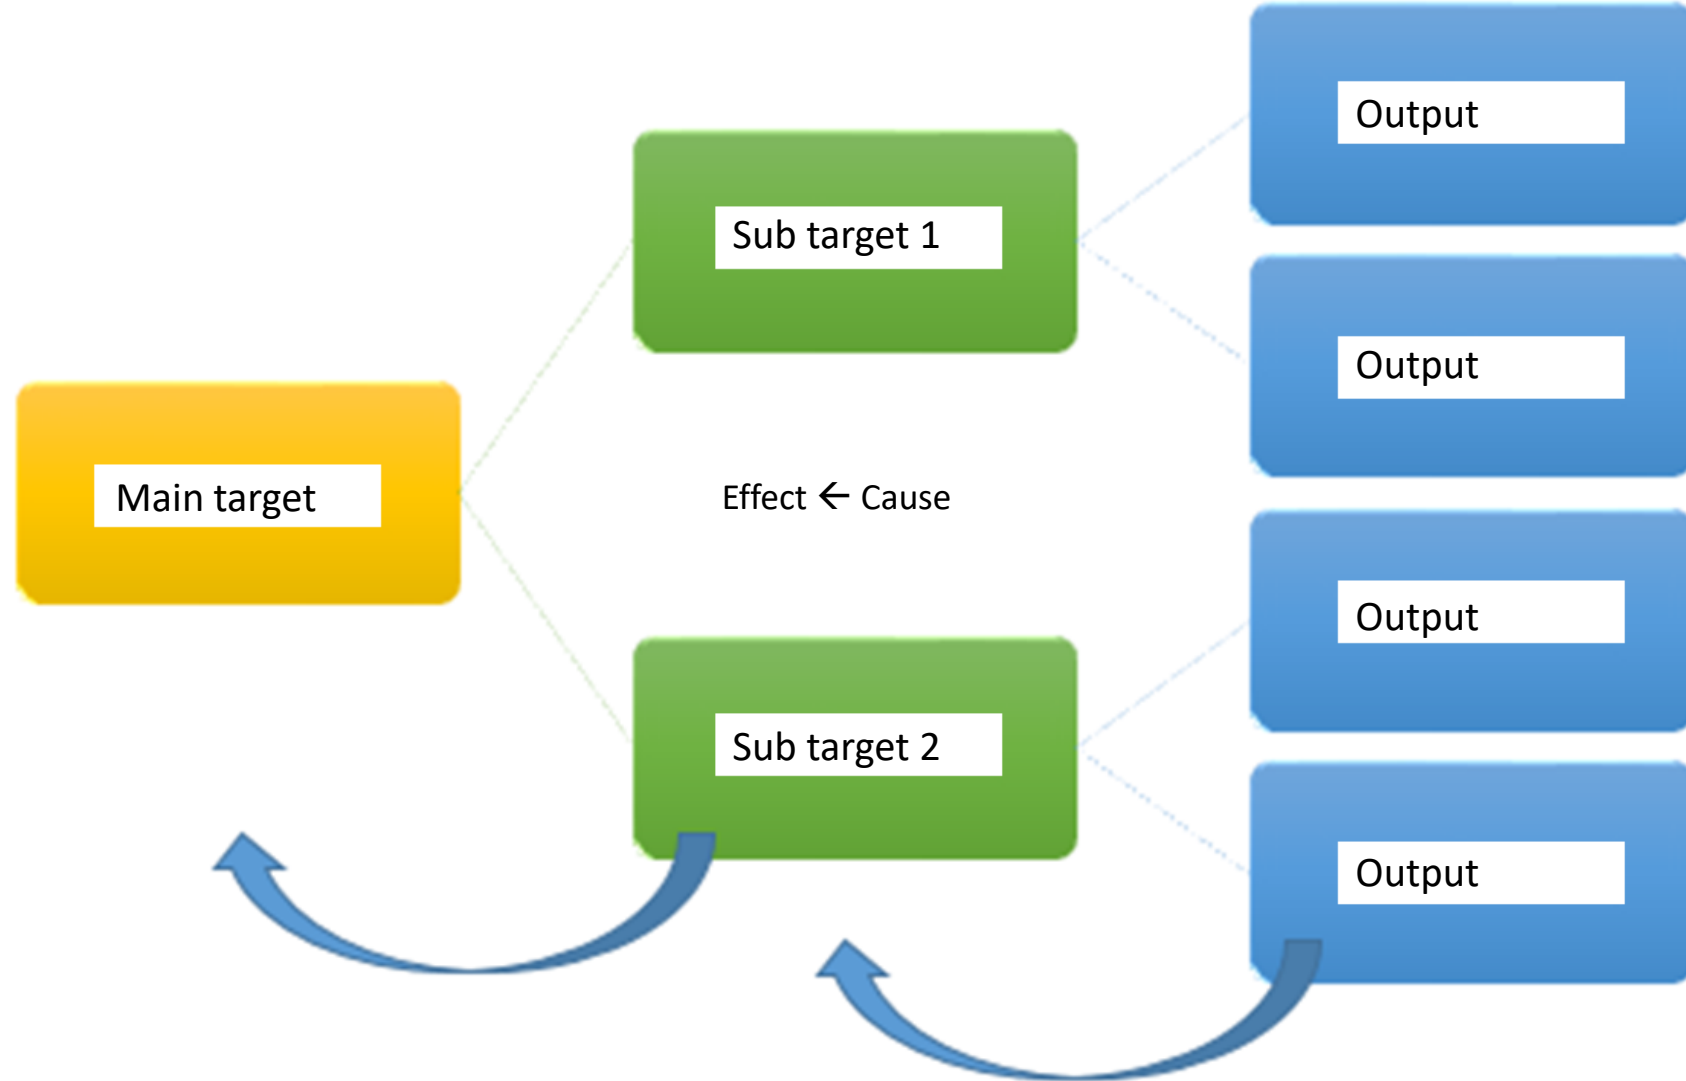 Main target
Sub target 1
Sub target 2
Effect ← Cause
Output
Output
Output
Output